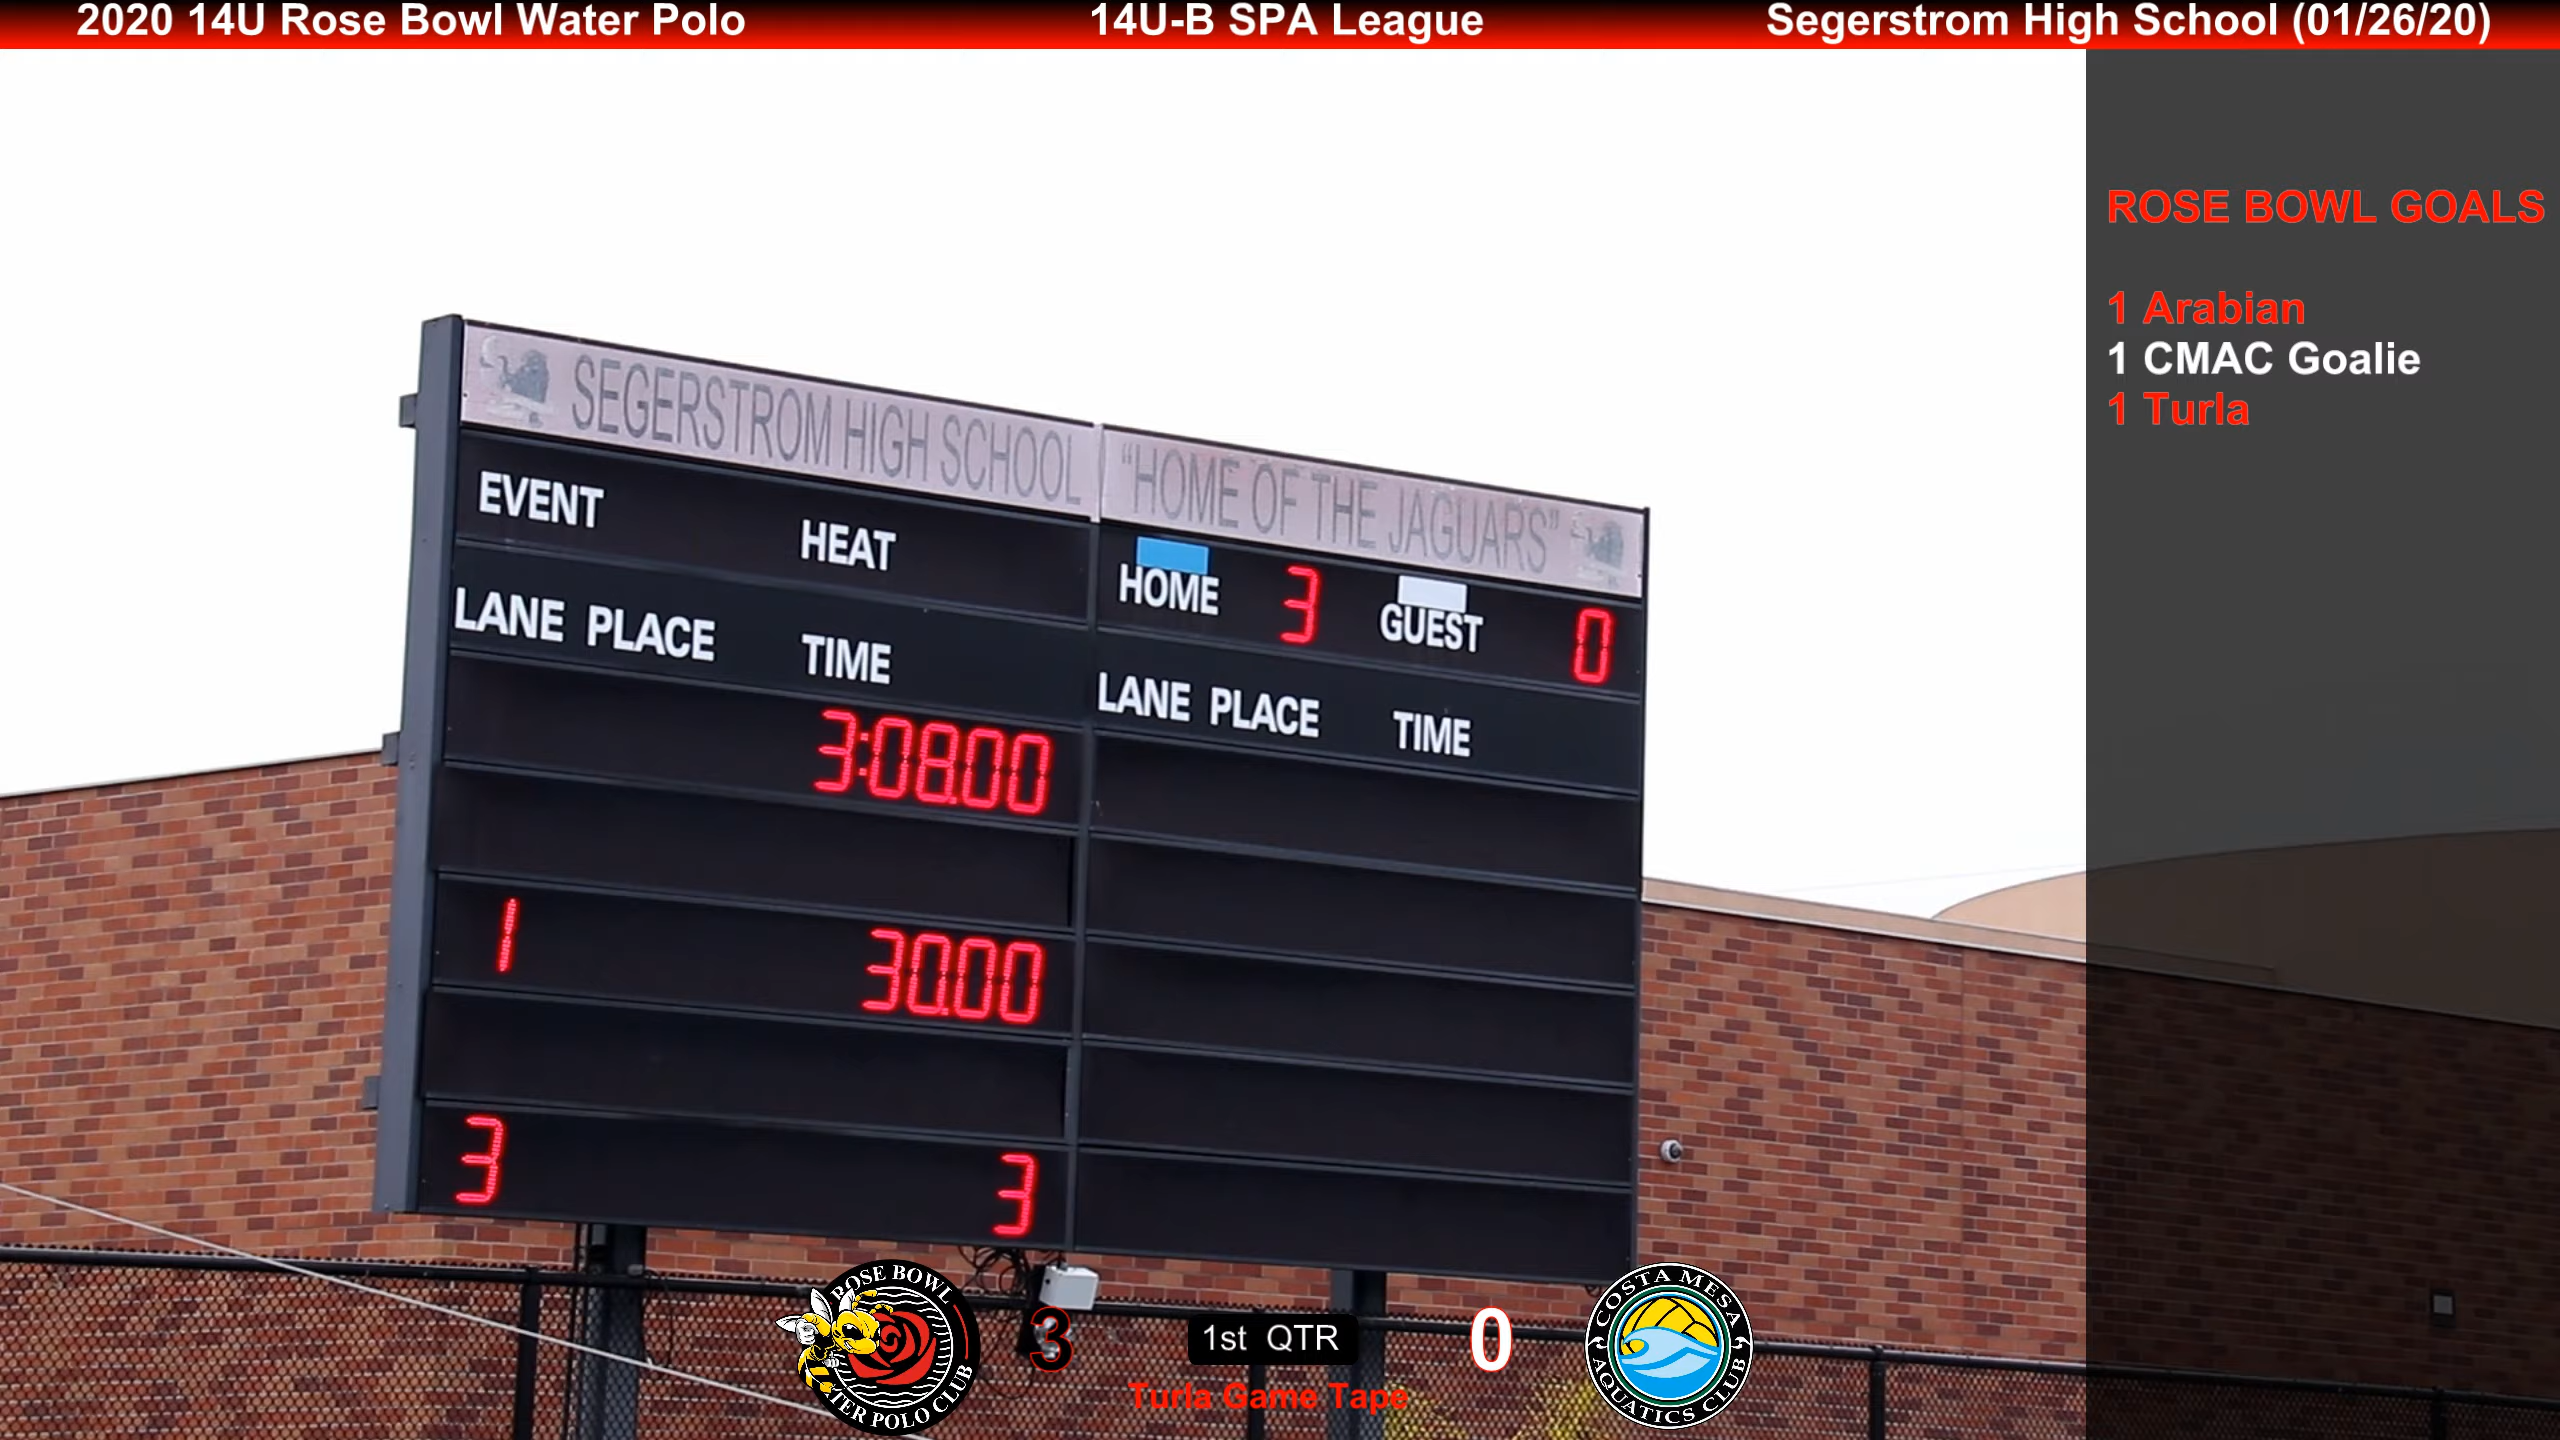 2020 14U Rose Bowl Water Polo
14U-B SPA League
Segerstrom High School (01/26/20)
ROSE BOWL GOALS
1 Arabian
1 CMAC Goalie
1 Turla
SEGERSTROM HIGH SCHOOL
"HOME OF THE JAGUARS"
EVENT
HEAT
HOME 3 GUEST 0
LANE PLACE TIME
LANE PLACE TIME
3:08.00
1 30.00
3 3
ROSE BOWL
TER POLO CLUB
3
1st QTR
0
COSTA MESA
AQUATICS CLUB
Turla Game Tape